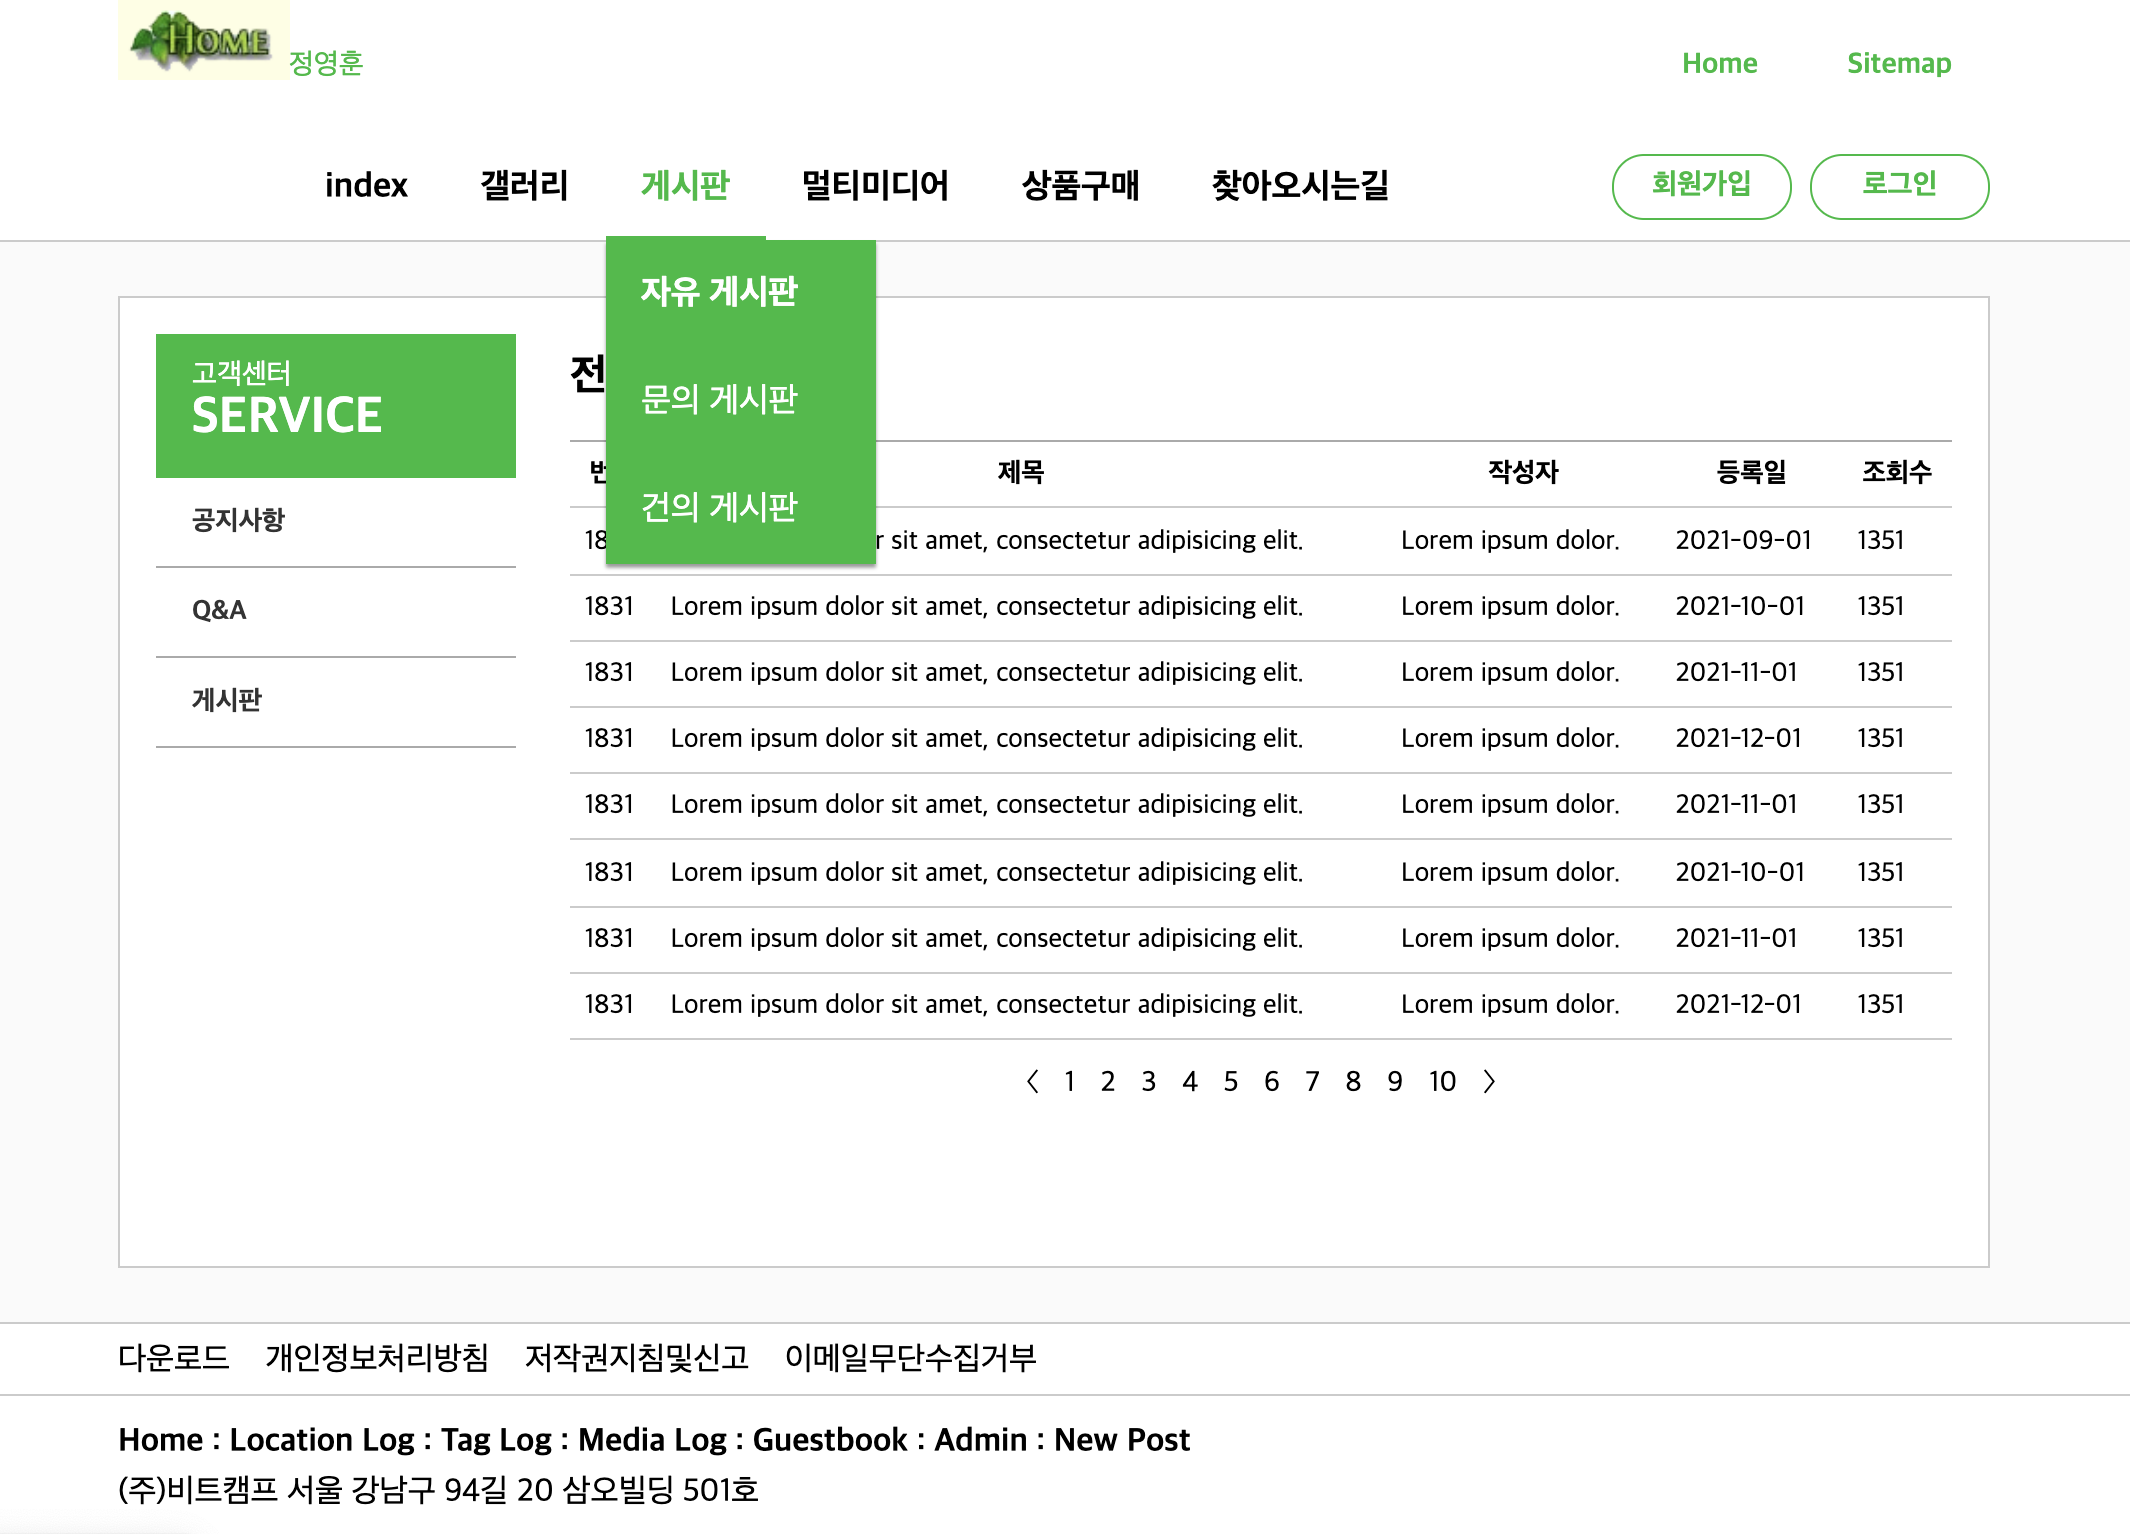 HOME 정영훈 Home Sitemap
index 갤러리 게시판 멀티미디어 상품구매 찾아오시는길 회원가입 로그인
자유 게시판
문의 게시판
건의 게시판
고객센터
SERVICE
공지사항
Q&A
게시판
전
제목 작성자 등록일 조회수
18 r sit amet, consectetur adipisicing elit. Lorem ipsum dolor. 2021-09-01 1351
1831 Lorem ipsum dolor sit amet, consectetur adipisicing elit. Lorem ipsum dolor. 2021-10-01 1351
1831 Lorem ipsum dolor sit amet, consectetur adipisicing elit. Lorem ipsum dolor. 2021-11-01 1351
1831 Lorem ipsum dolor sit amet, consectetur adipisicing elit. Lorem ipsum dolor. 2021-12-01 1351
1831 Lorem ipsum dolor sit amet, consectetur adipisicing elit. Lorem ipsum dolor. 2021-11-01 1351
1831 Lorem ipsum dolor sit amet, consectetur adipisicing elit. Lorem ipsum dolor. 2021-10-01 1351
1831 Lorem ipsum dolor sit amet, consectetur adipisicing elit. Lorem ipsum dolor. 2021-11-01 1351
1831 Lorem ipsum dolor sit amet, consectetur adipisicing elit. Lorem ipsum dolor. 2021-12-01 1351
〈 1 2 3 4 5 6 7 8 9 10 〉
다운로드 개인정보처리방침 저작권지침및신고 이메일무단수집거부
Home : Location Log : Tag Log : Media Log : Guestbook : Admin : New Post
(주)비트캠프 서울 강남구 94길 20 삼오빌딩 501호